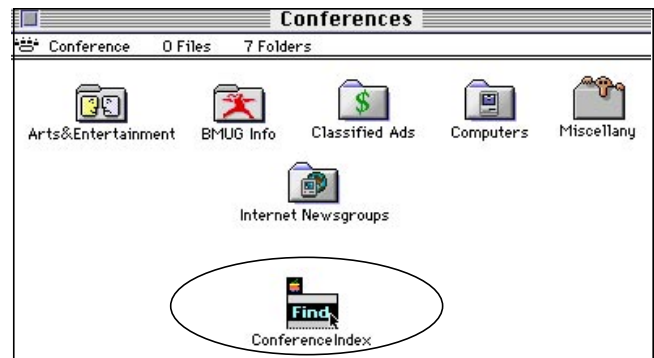 Conferences
Conference 0 Files 7 Folders
Arts&Entertainment BMUG Info Classified Ads Computers Miscellany
Internet Newsgroups
Find
ConferenceIndex